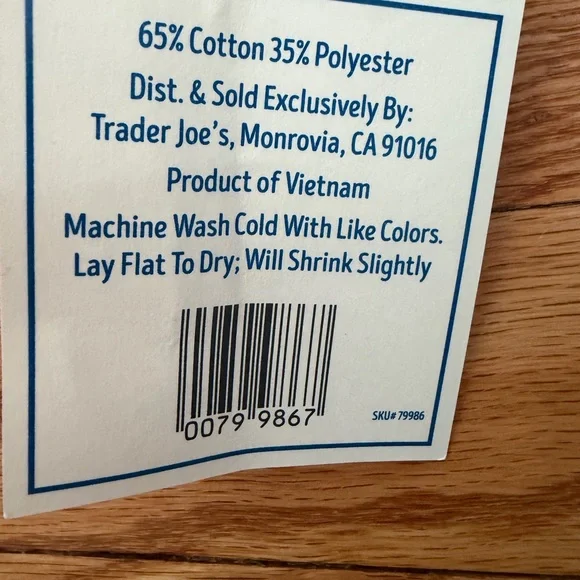 65% Cotton 35% Polyester
Dist. & Sold Exclusively By:
Trader Joe's, Monrovia, CA 91016
Product of Vietnam
Machine Wash Cold With Like Colors.
Lay Flat To Dry; Will Shrink Slightly
0079 9867
SKU# 79986